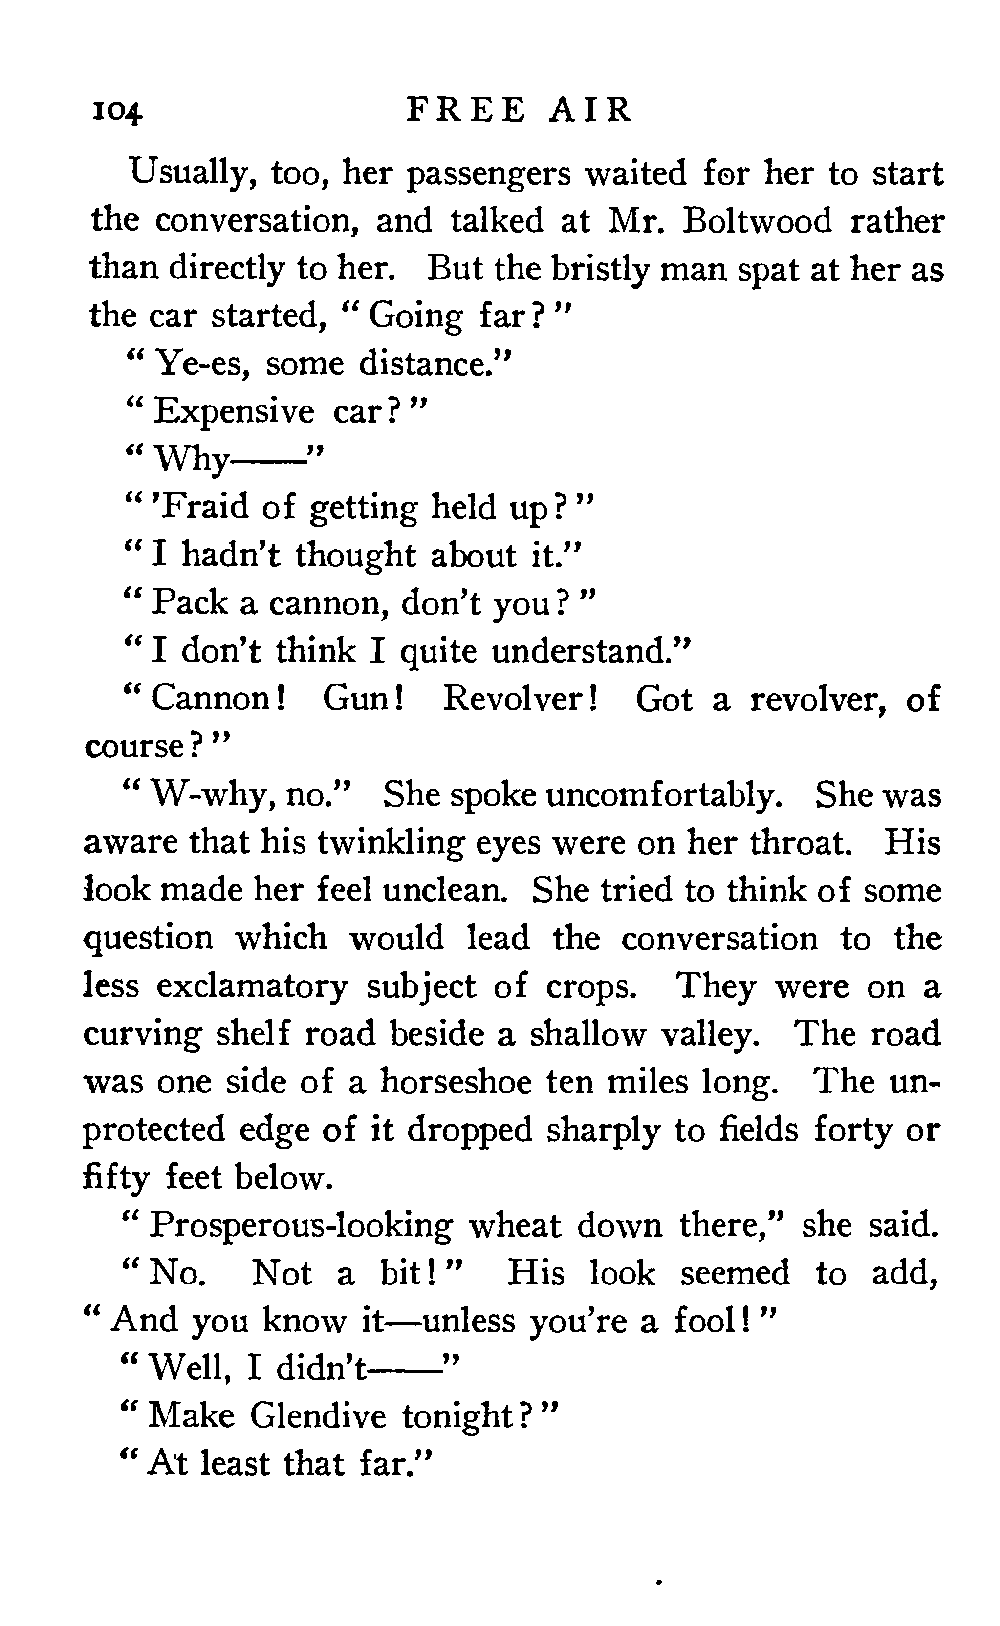 104 FREE AIR
Usually, too, her passengers waited for her to start
the conversation, and talked at Mr. Boltwood rather
than directly to her. But the bristly man spat at her as
the car started, “ Going far? ”
“ Ye-es, some distance.”
“ Expensive car? ”
“ Why——”
“ ’Fraid of getting held up? ”
“ I hadn’t thought about it.”
“ Pack a cannon, don’t you? ”
“ I don’t think I quite understand.”
“ Cannon! Gun! Revolver! Got a revolver, of
course? ”
“ W-why, no.” She spoke uncomfortably. She was
aware that his twinkling eyes were on her throat. His
look made her feel unclean. She tried to think of some
question which would lead the conversation to the
less exclamatory subject of crops. They were on a
curving shelf road beside a shallow valley. The road
was one side of a horseshoe ten miles long. The un-
protected edge of it dropped sharply to fields forty or
fifty feet below.
“ Prosperous-looking wheat down there,” she said.
“ No. Not a bit! ” His look seemed to add,
“ And you know it—unless you’re a fool! ”
“ Well, I didn’t——”
“ Make Glendive tonight? ”
“ At least that far.”